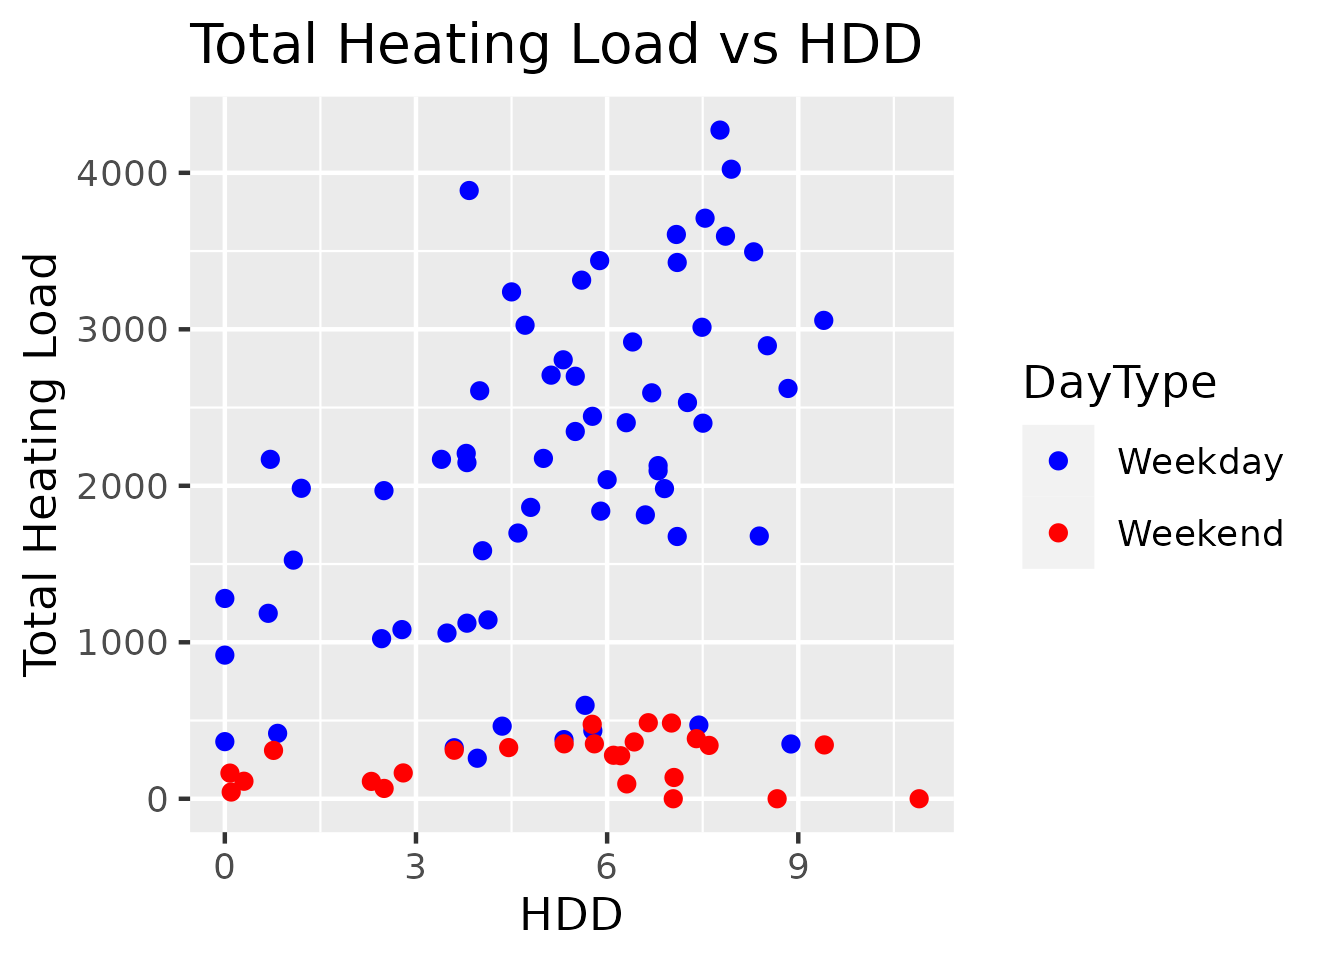 Total Heating Load vs HDD
Total Heating Load
4000
3000
2000
1000
0
0 3 6 9
HDD
DayType
Weekday
Weekend